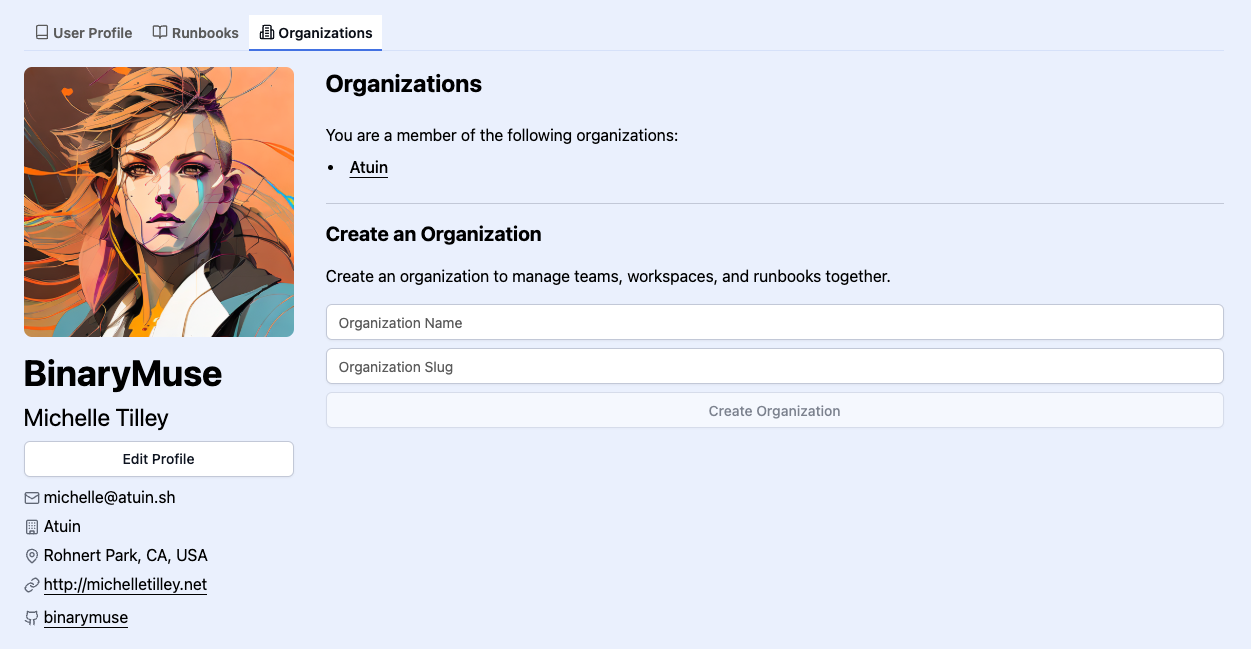 User Profile
Runbooks
Organizations
Organizations
You are a member of the following organizations:
• Atuin
Create an Organization
Create an organization to manage teams, workspaces, and runbooks together.
Organization Name
Organization Slug
Create Organization
BinaryMuse
Michelle Tilley
Edit Profile
michelle@atuin.sh
Atuin
Rohnert Park, CA, USA
http://michelletilley.net
binarymuse